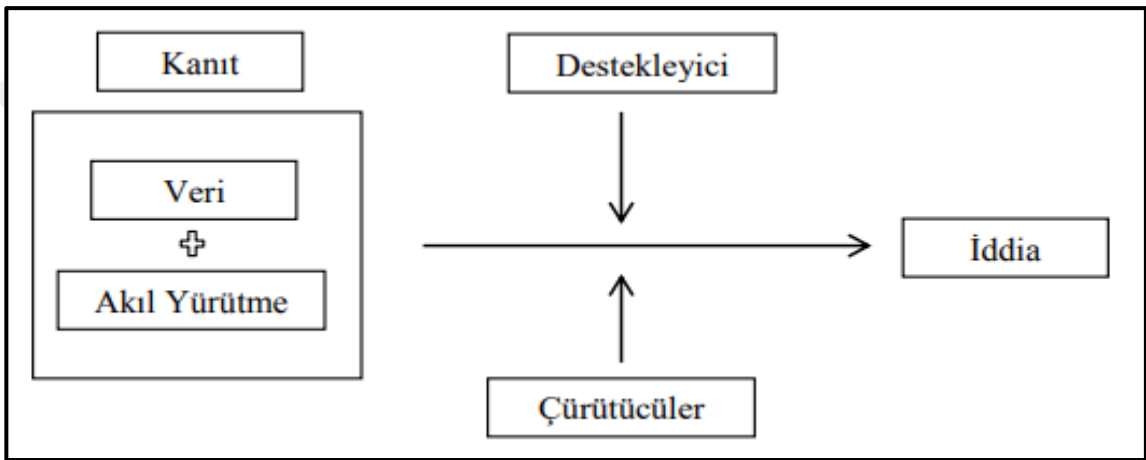 Kanıt
Veri
Akıl Yürütme
Destekleyici
Çürütücüler
İddia